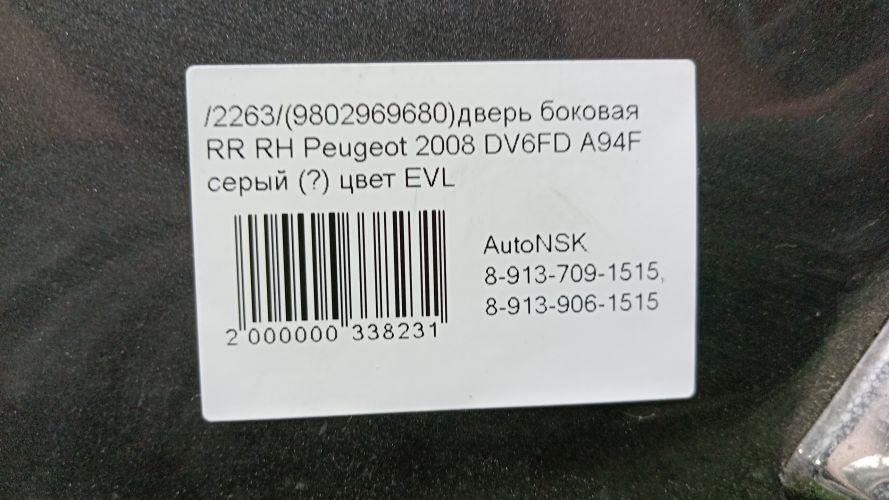 /2263/(9802969680)дверь боковая
RR RH Peugeot 2008 DV6FD A94F
серый (?) цвет EVL
AutoNSK
8-913-709-1515,
8-913-906-1515
2 000000 338231